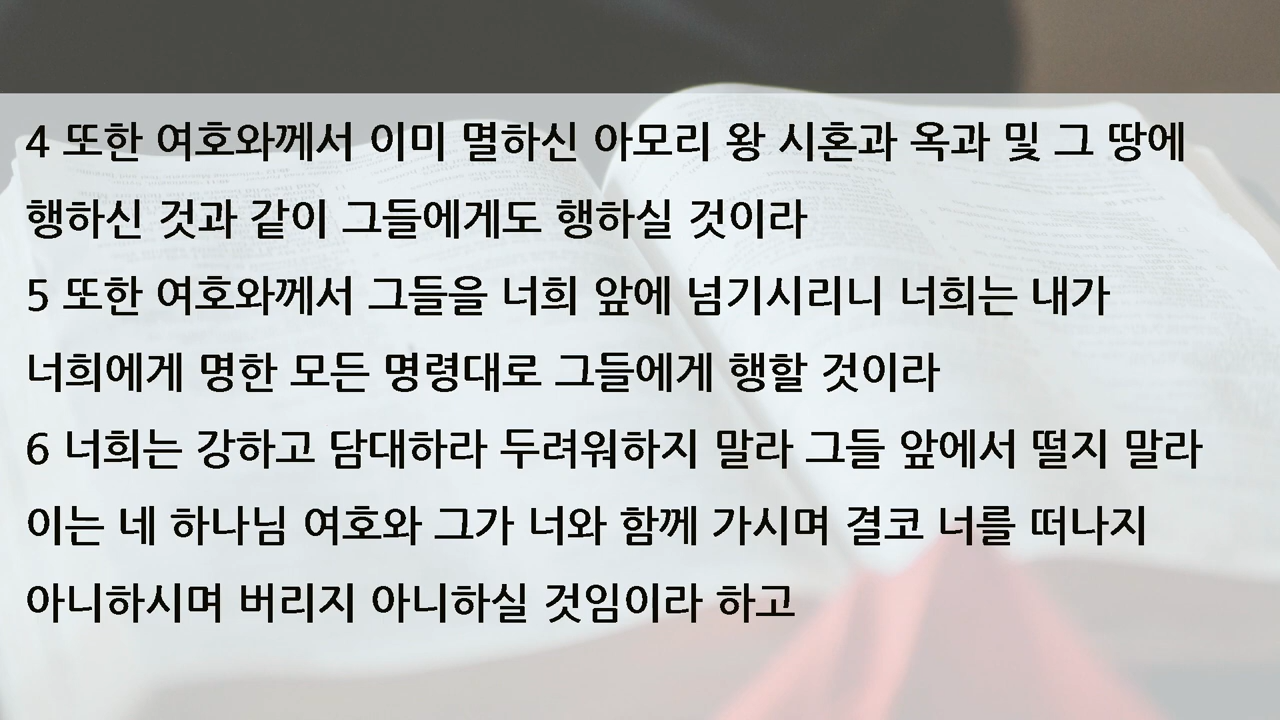 4 또한 여호와께서 이미 멸하신 아모리 왕 시혼과 옥과 및 그 땅에
행하신 것과 같이 그들에게도 행하실 것이라
5 또한 여호와께서 그들을 너희 앞에 넘기시리니 너희는 내가
너희에게 명한 모든 명령대로 그들에게 행할 것이라
6 너희는 강하고 담대하라 두려워하지 말라 그들 앞에서 떨지 말라
이는 네 하나님 여호와 그가 너와 함께 가시며 결코 너를 떠나지
아니하시며 버리지 아니하실 것임이라 하고